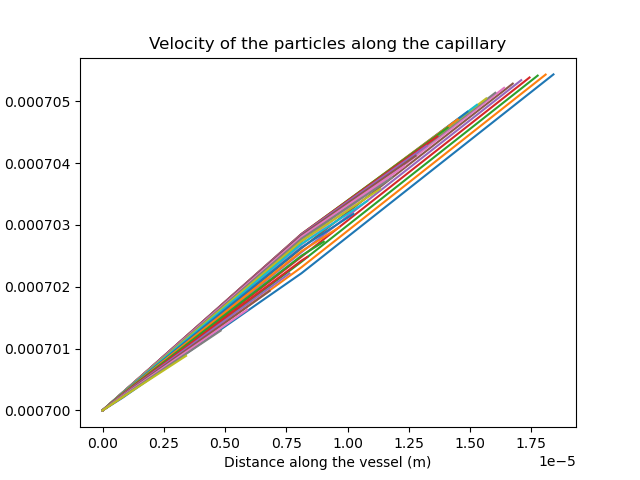 Velocity of the particles along the capillary
0.000705
0.000704
0.000703
0.000702
0.000701
0.000700
0.00 0.25 0.50 0.75 1.00 1.25 1.50 1.75
1e−5
Distance along the vessel (m)